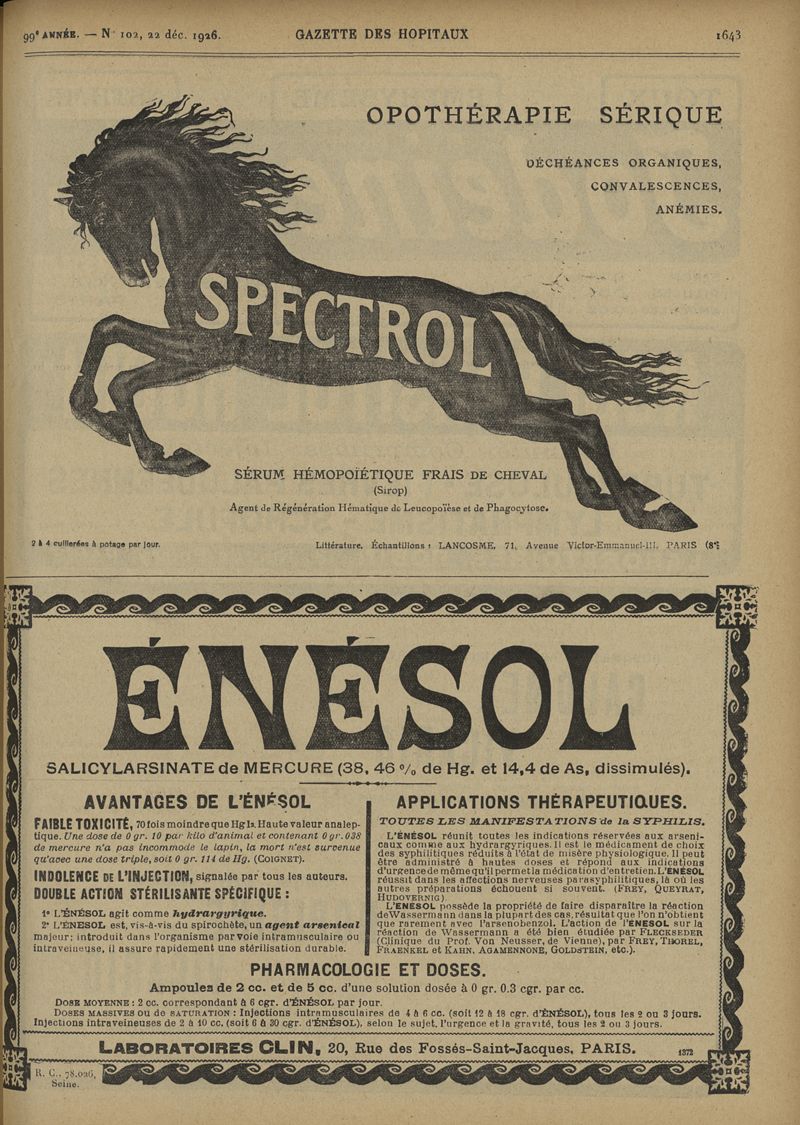 99ᵉ ANNÉE. — N° 102, 22 déc. 1926. GAZETTE DES HOPITAUX 1643
OPOTHÉRAPIE SÉRIQUE
DÉCHÉANCES ORGANIQUES,
CONVALESCENCES,
ANÉMIES.
SPECTROL
SÉRUM HÉMOPOÏÉTIQUE FRAIS DE CHEVAL
(Sirop)
Agent de Régénération Hématique de Leucopoïèse et de Phagocytose.
2 à 4 cuillerées à potage par jour. Littérature, Échantillons : LANCOSME, 71, Avenue Victor-Emmanuel-III, PARIS (8ᵉ)
ÉNÉSOL
SALICYLARSINATE de MERCURE (38, 46 % de Hg. et 14,4 de As, dissimulés).
AVANTAGES DE L'ÉNÉSOL
FAIBLE TOXICITÉ, 70 fois moindre que Hg I2. Haute valeur analep-
tique. Une dose de 0 gr. 10 par kilo d'animal et contenant 0 gr. 038
de mercure n'a pas incommodé le lapin, la mort n'est survenue
qu'avec une dose triple, soit 0 gr. 114 de Hg. (COIGNET).
INDOLENCE DE L'INJECTION, signalée par tous les auteurs.
DOUBLE ACTION STÉRILISANTE SPÉCIFIQUE :
1° L'ÉNÉSOL agit comme hydrargyrique.
2° L'ÉNÉSOL est, vis-à-vis du spirochète, un agent arsenical
majeur; introduit dans l'organisme par voie intramusculaire ou
intraveineuse, il assure rapidement une stérilisation durable.
APPLICATIONS THÉRAPEUTIQUES.
TOUTES LES MANIFESTATIONS de la SYPHILIS.
L'ÉNÉSOL réunit toutes les indications réservées aux arseni-
caux comme aux hydrargyriques. Il est le médicament de choix
des syphilitiques réduits à l'état de misère physiologique. Il peut
être administré à hautes doses et répond aux indications
d'urgence de même qu'il permet la médication d'entretien. L'ÉNÉSOL
réussit dans les affections nerveuses parasyphilitiques, là où les
autres préparations échouent si souvent. (FREY, QUEYRAT,
HUDOVERNIG).
L'ÉNÉSOL possède la propriété de faire disparaître la réaction
de Wassermann dans la plupart des cas, résultat que l'on n'obtient
que rarement avec l'arsenobenzol. L'action de l'ÉNÉSOL sur la
réaction de Wassermann a été bien étudiée par FLECKSEDER
(Clinique du Prof. Von Neusser, de Vienne), par FREY, THOREL,
FRAENKEL et KAHN, AGAMENNONE, GOLDSTEIN, etc.).
PHARMACOLOGIE ET DOSES.
Ampoules de 2 cc. et de 5 cc. d'une solution dosée à 0 gr. 0.3 cgr. par cc.
DOSE MOYENNE : 2 cc. correspondant à 6 cgr. d'ÉNÉSOL par jour.
DOSES MASSIVES OU DE SATURATION : Injections intramusculaires de 4 à 6 cc. (soit 12 à 18 cgr. d'ÉNÉSOL), tous les 2 ou 3 jours.
Injections intraveineuses de 2 à 10 cc. (soit 6 à 30 cgr. d'ÉNÉSOL), selon le sujet, l'urgence et la gravité, tous les 2 ou 3 jours.
LABORATOIRES CLIN, 20, Rue des Fossés-Saint-Jacques, PARIS. 1372
R. C., 78.026,
Seine.